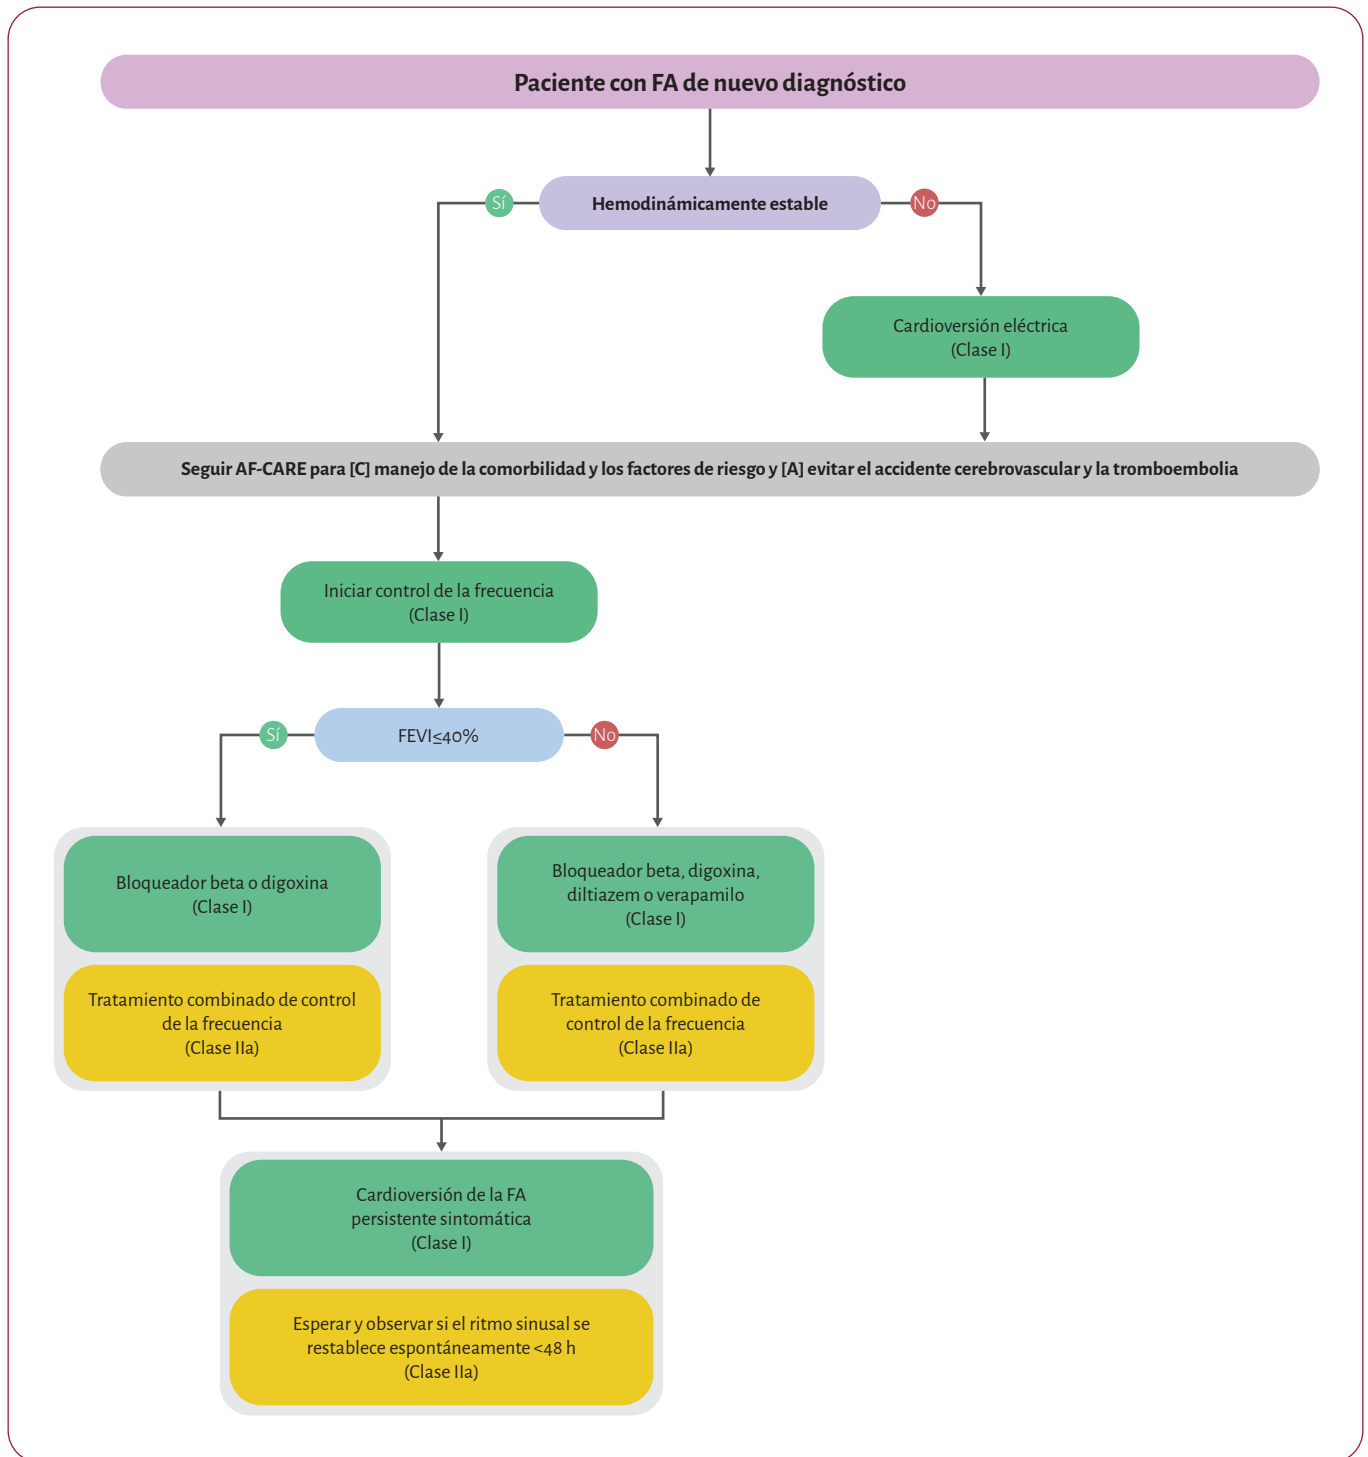 Paciente con FA de nuevo diagnóstico
Sí
Hemodinámicamente estable
No
Cardioversión eléctrica
(Clase I)
Seguir AF-CARE para [C] manejo de la comorbilidad y los factores de riesgo y [A] evitar el accidente cerebrovascular y la tromboembolia
Iniciar control de la frecuencia
(Clase I)
Sí
FEVI≤40%
No
Bloqueador beta o digoxina
(Clase I)
Tratamiento combinado de control
de la frecuencia
(Clase IIa)
Bloqueador beta, digoxina,
diltiazem o verapamilo
(Clase I)
Tratamiento combinado de
control de la frecuencia
(Clase IIa)
Cardioversión de la FA
persistente sintomática
(Clase I)
Esperar y observar si el ritmo sinusal se
restablece espontáneamente <48 h
(Clase IIa)